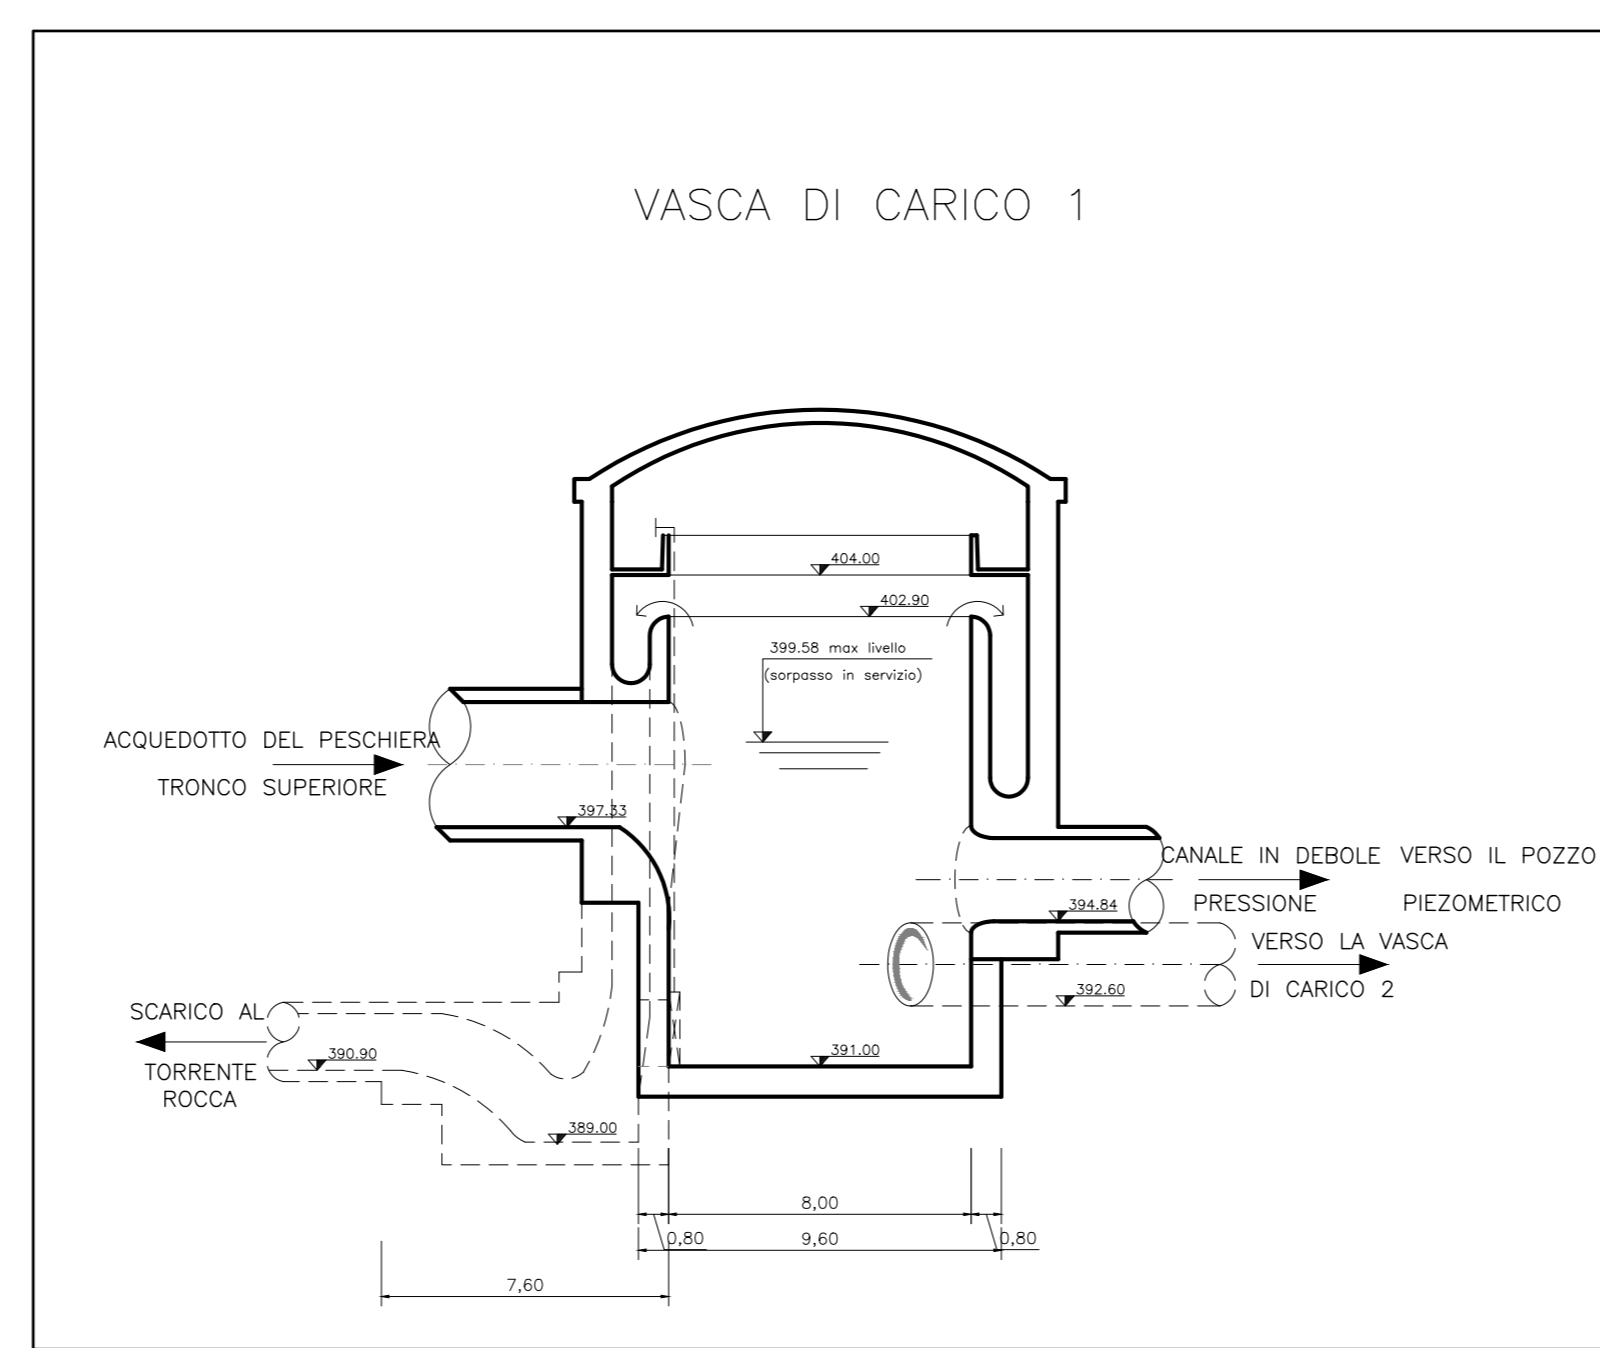 VASCA DI CARICO 1
404.00
402.90
399.58 max livello
(sorpasso in servizio)
ACQUEDOTTO DEL PESCHIERA
TRONCO SUPERIORE
397.33
CANALE IN DEBOLE VERSO IL POZZO
PRESSIONE PIEZOMETRICO
394.84
VERSO LA VASCA
DI CARICO 2
392.60
SCARICO AL
TORRENTE
ROCCA
390.90
391.00
389.00
8,00
0,80
9,60
0,80
7,60